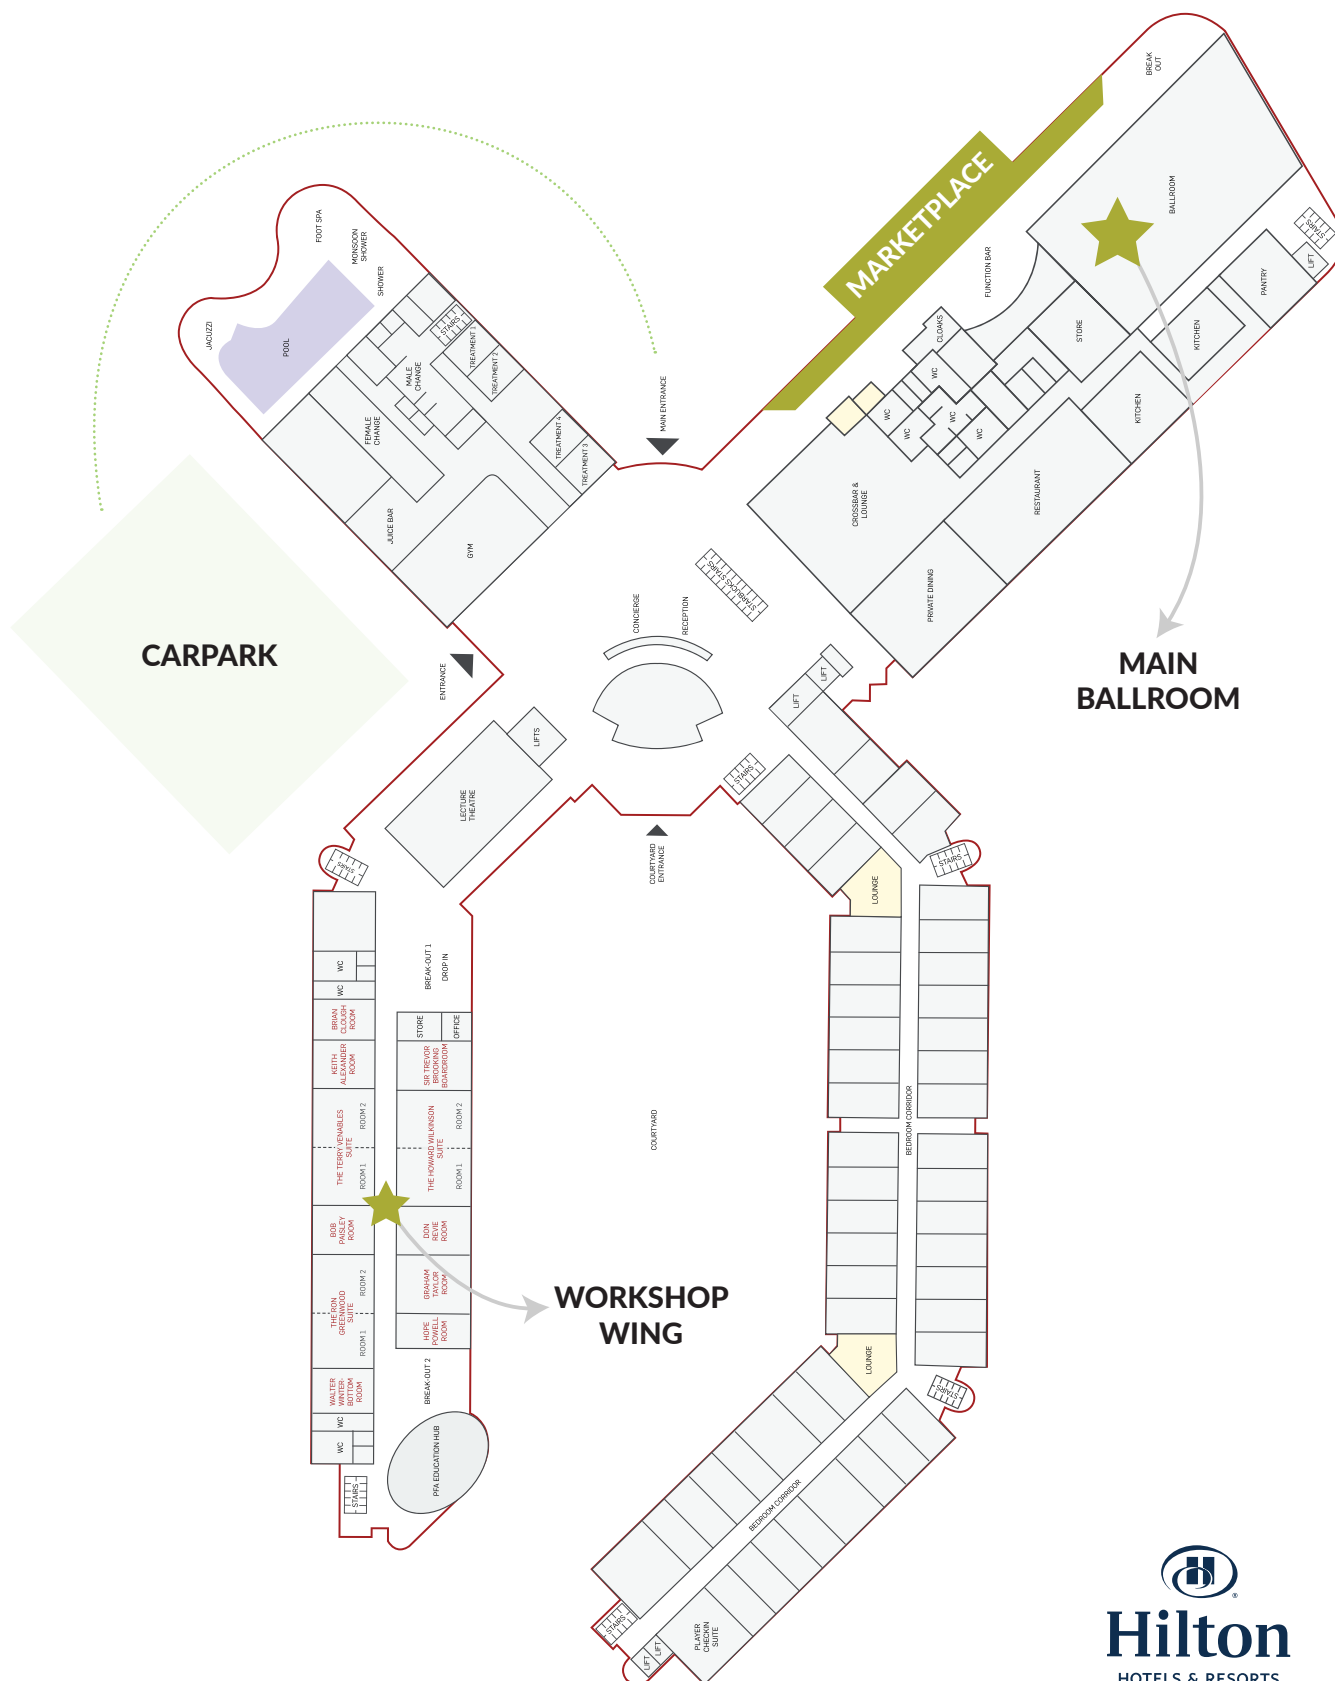 BREAK
OUT
MARKETPLACE
BALLROOM
STAIRS
LIFT
PANTRY
KITCHEN
KITCHEN
STORE
FUNCTION BAR
CLOAKS
WC
WC
WC
WC
WC
CROSSBAR &
LOUNGE
RESTAURANT
PRIVATE DINING
FOOT SPA
MONSOON
SHOWER
SHOWER
JACUZZI
POOL
STAIRS
TREATMENT 1
TREATMENT 2
MALE
CHANGE
FEMALE
CHANGE
TREATMENT 4
TREATMENT 3
JUICE BAR
GYM
MAIN ENTRANCE
STARBUCKS STAIRS
CONCIERGE
RECEPTION
CARPARK
ENTRANCE
MAIN
BALLROOM
LIFT
LIFT
LIFTS
LECTURE
THEATRE
STAIRS
COURTYARD
ENTRANCE
STAIRS
STAIRS
LOUNGE
WC
WC
BREAK-OUT 1
DROP IN
BRIAN
CLOUGH
ROOM
STORE
OFFICE
KEITH
ALEXANDER
ROOM
SIR TREVOR
BROOKING
BOARDROOM
THE TERRY VENABLES
SUITE
ROOM 2
ROOM 1
THE HOWARD WILKINSON
SUITE
ROOM 2
ROOM 1
COURTYARD
BEDROOM CORRIDOR
BOB
PAISLEY
ROOM
DON
REVIE
ROOM
THE RON
GREENWOOD
SUITE
ROOM 2
ROOM 1
GRAHAM
TAYLOR
ROOM
HOPE
POWELL
ROOM
WORKSHOP
WING
WALTER
WINTER-
BOTTOM
ROOM
BREAK-OUT 2
WC
WC
STAIRS
PFA EDUCATION HUB
LOUNGE
STAIRS
BEDROOM CORRIDOR
STAIRS
LIFT
LIFT
PLAYER
CHECKIN
SUITE
H
®
Hilton
HOTELS & RESORTS